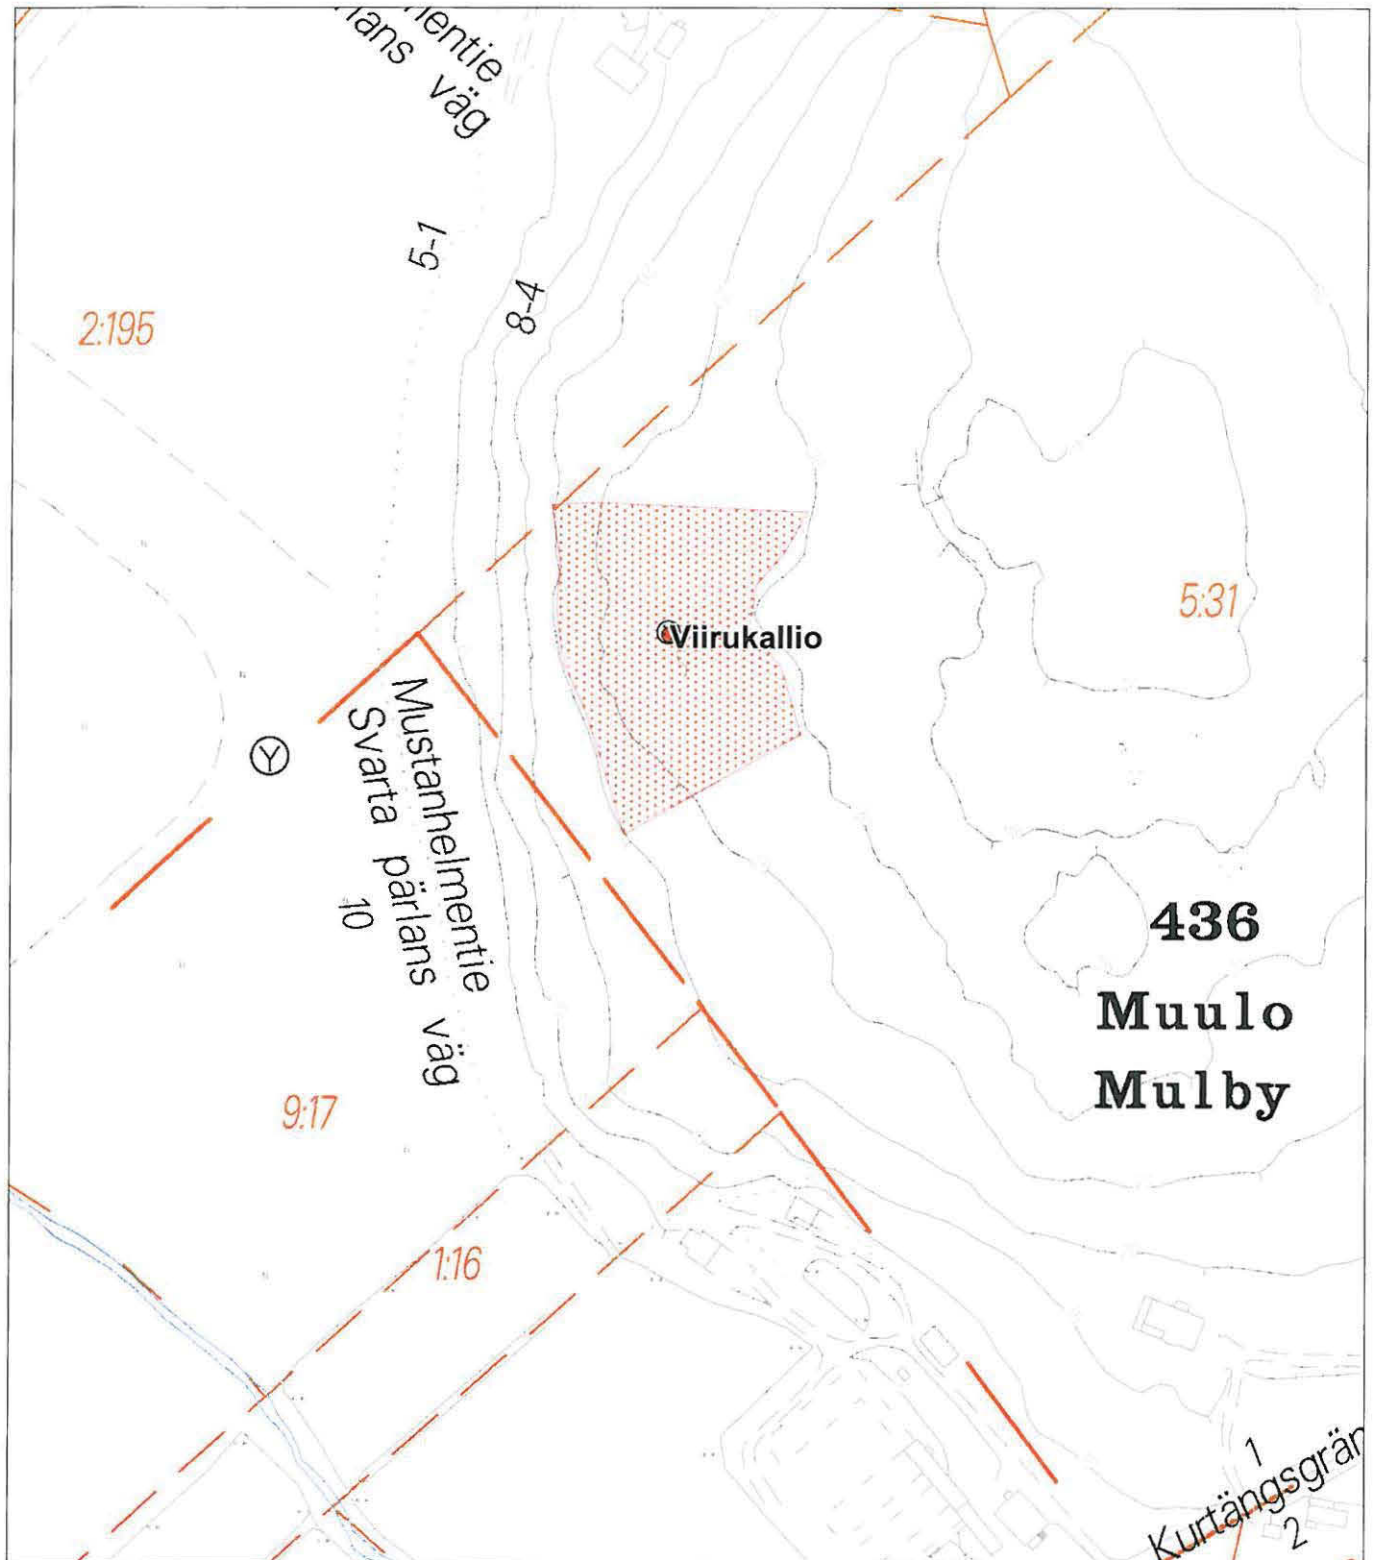 nentie
lans väg
5-1
8-4
2:195
5:31
Viirukallio
Y
Mustanhelmentie
Svarta pärlans väg
10
436
Muulo
Mulby
9:17
1:16
1
Kurtängsgrän
2